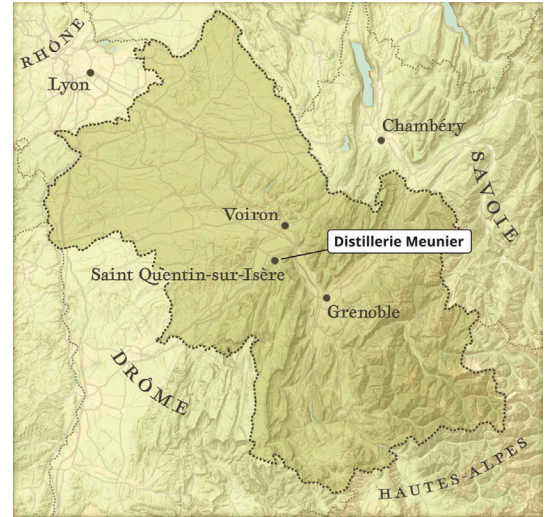 RHÔNE
Lyon
Chambéry
SAVOIE
Voiron
Distillerie Meunier
Saint Quentin-sur-Isère
Grenoble
DRÔME
HAUTES-ALPES